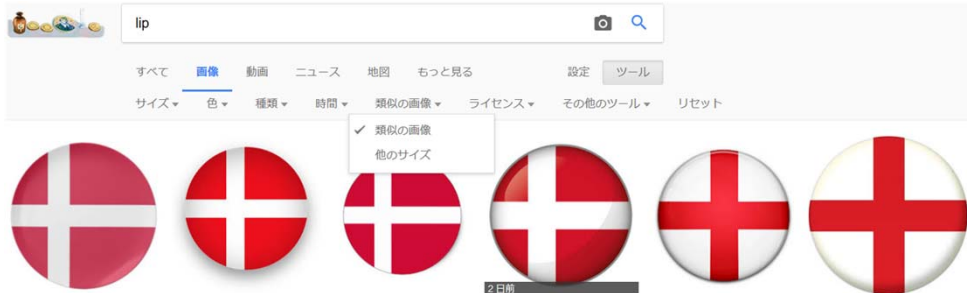 lip
すべて 画像 動画 ニュース 地図 もっと見る 設定 ツール
サイズ 色 種類 時間 類似の画像 ライセンス その他のツール リセット
類似の画像
他のサイズ
2 日前